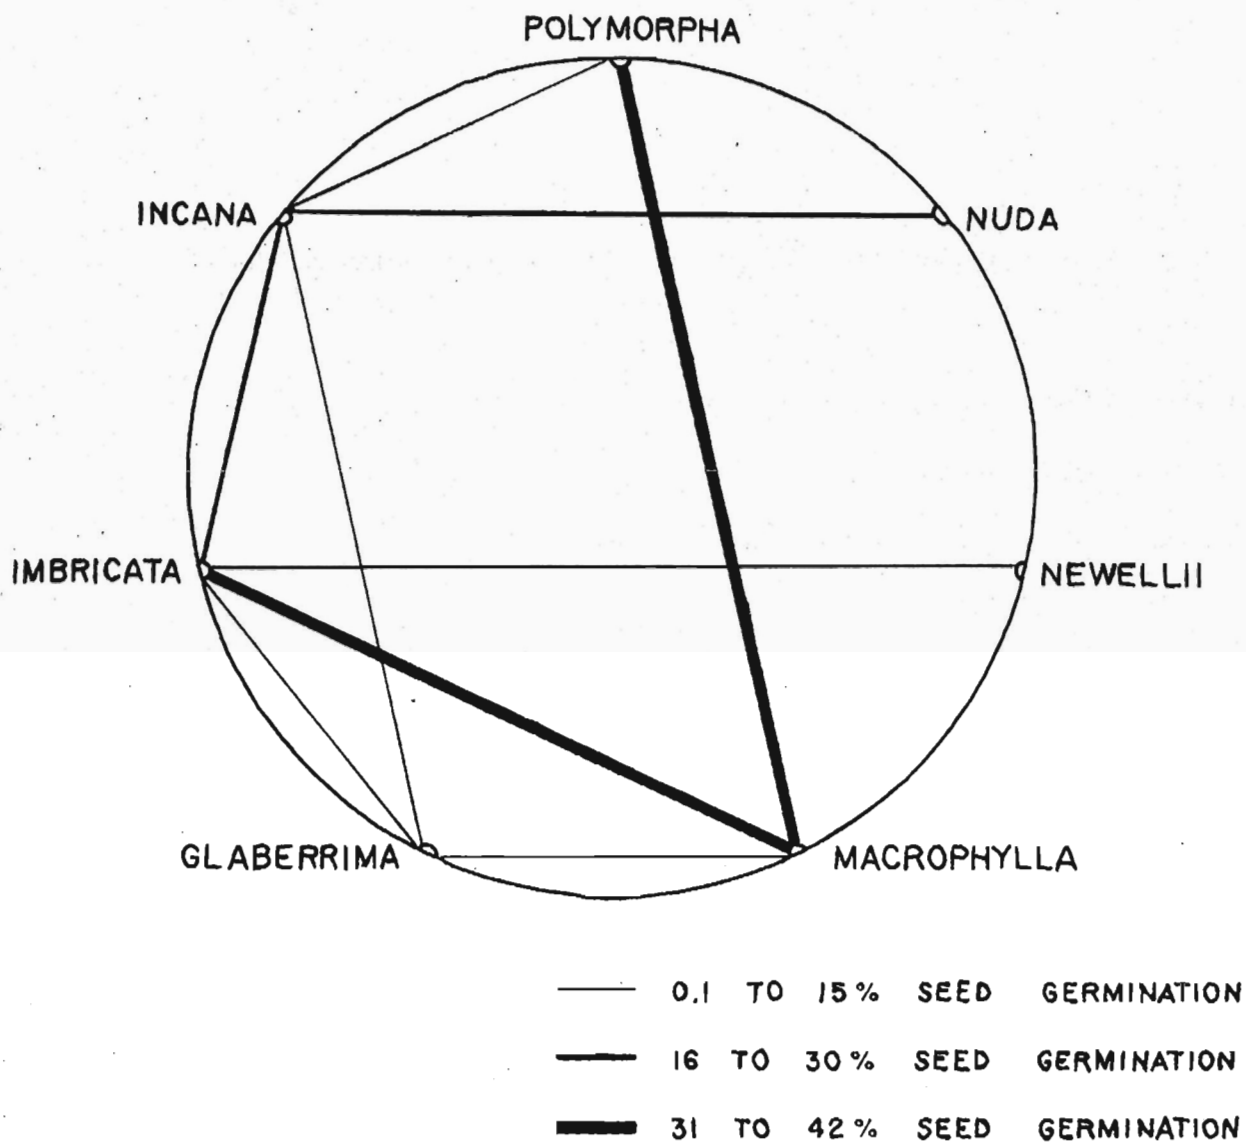 POLYMORPHA
INCANA
NUDA
IMBRICATA
NEWELLII
GLABERRIMA
MACROPHYLLA
0.1 TO 15% SEED GERMINATION
16 TO 30% SEED GERMINATION
31 TO 42% SEED GERMINATION